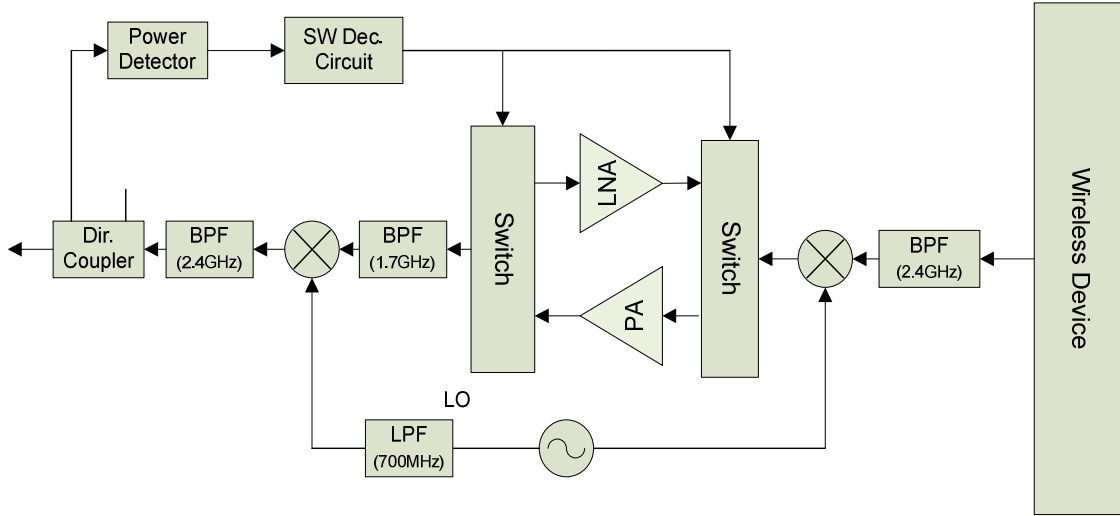 Power
Detector
SW Dec.
Circuit
LNA
Switch
Switch
Wireless Device
Dir.
Coupler
BPF
(2.4GHz)
BPF
(1.7GHz)
BPF
(2.4GHz)
PA
LO
LPF
(700MHz)